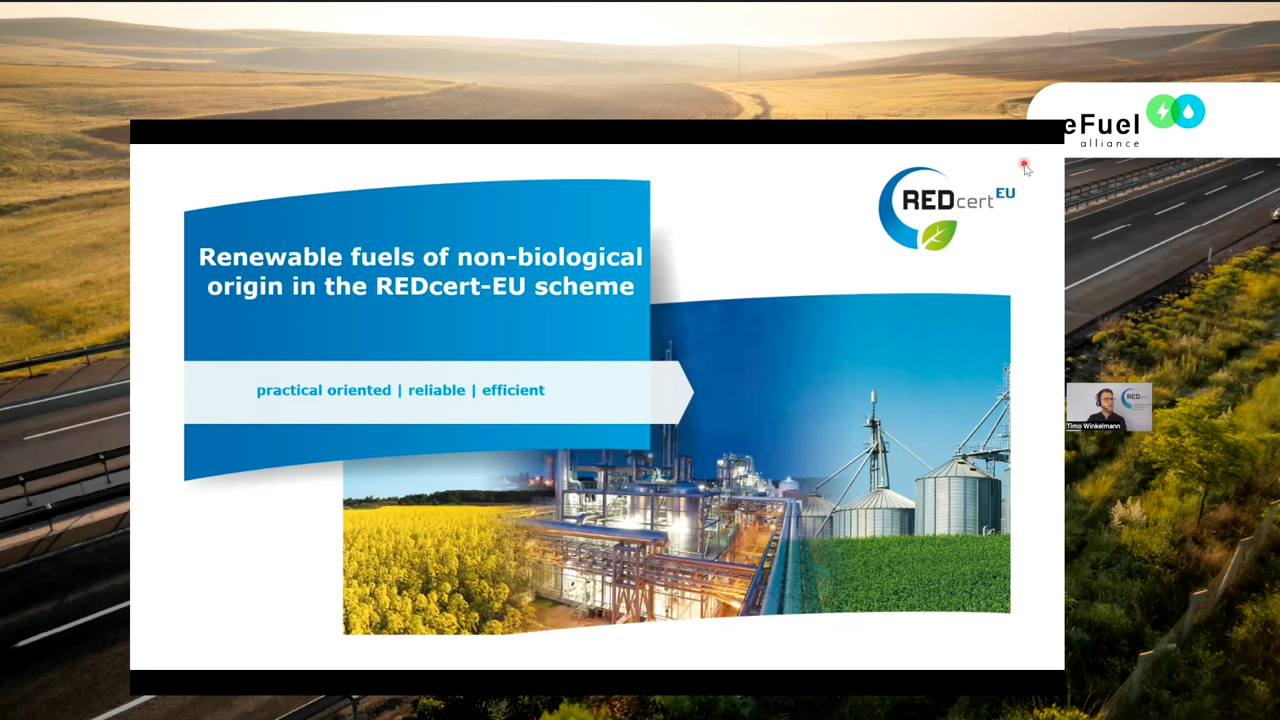 eFuel
alliance
REDcert EU
Renewable fuels of non-biological
origin in the REDcert-EU scheme
practical oriented | reliable | efficient
RED
Timo Winkelmann